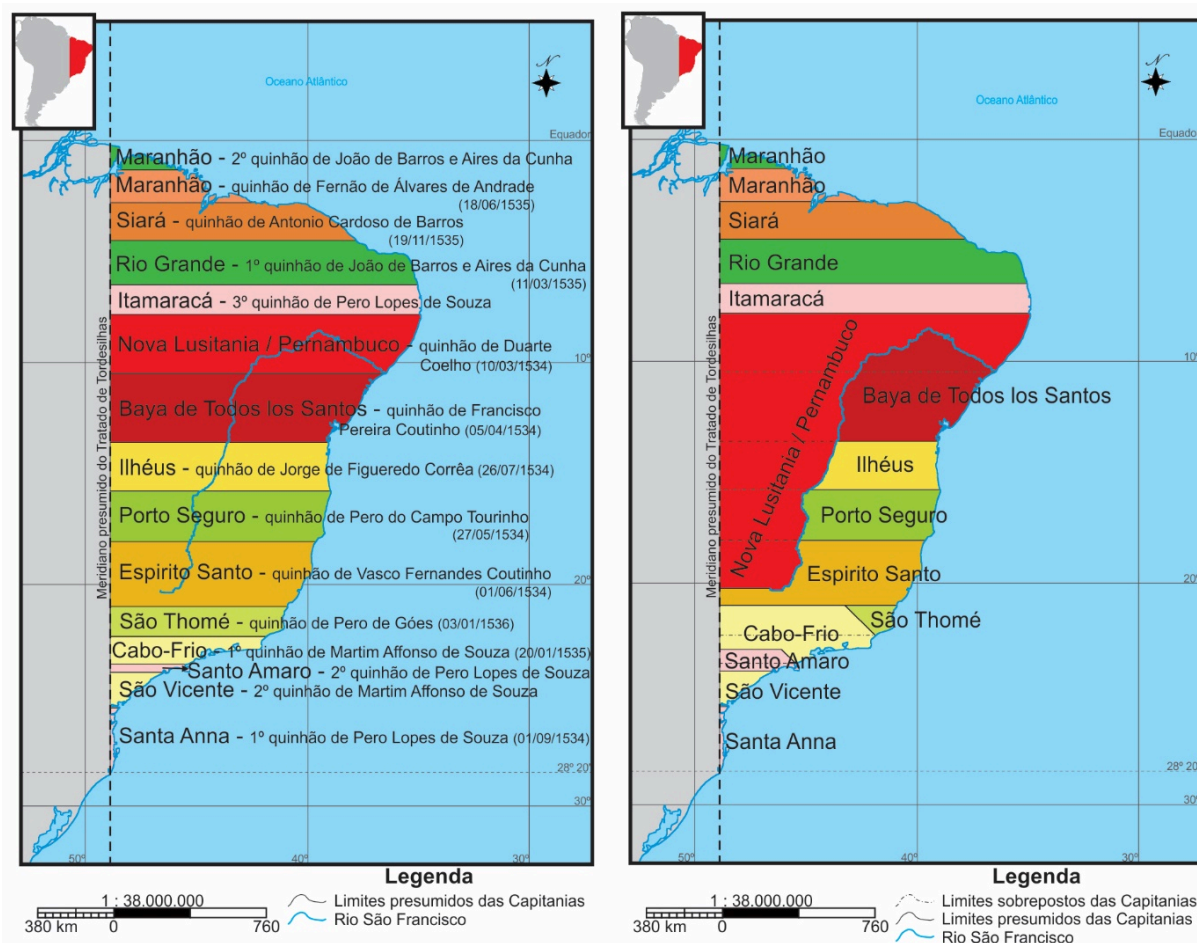 N
Oceano Atlântico
Equador
Maranhão - 2º quinhão de João de Barros e Aires da Cunha
Maranhão - quinhão de Fernão de Álvares de Andrade
(18/06/1535)
Siará - quinhão de Antonio Cardoso de Barros
(19/11/1535)
Rio Grande - 1º quinhão de João de Barros e Aires da Cunha
(11/03/1535)
Itamaracá - 3º quinhão de Pero Lopes de Souza
Nova Lusitania / Pernambuco - quinhão de Duarte
Coelho (10/03/1534)
10º
Baya de Todos los Santos - quinhão de Francisco
Pereira Coutinho (05/04/1534)
Ilhéus - quinhão de Jorge de Figueredo Corrêa (26/07/1534)
Porto Seguro - quinhão de Pero do Campo Tourinho
(27/05/1534)
Espirito Santo - quinhão de Vasco Fernandes Coutinho
(01/06/1534)
20º
São Thomé - quinhão de Pero de Góes (03/01/1536)
Cabo-Frio - 1º quinhão de Martim Affonso de Souza (20/01/1535)
Santo Amaro - 2º quinhão de Pero Lopes de Souza
São Vicente - 2º quinhão de Martim Affonso de Souza
Santa Anna - 1º quinhão de Pero Lopes de Souza (01/09/1534)
28º 20'
30º
50º
40º
30º
Meridiano presumido do Tratado de Tordesilhas
Legenda
1 : 38.000.000
380 km 0 760
Limites presumidos das Capitanias
Rio São Francisco
N
Oceano Atlântico
Equador
Maranhão
Maranhão
Siará
Rio Grande
Itamaracá
Nova Lusitania / Pernambuco
10º
Baya de Todos los Santos
Ilhéus
Porto Seguro
Espirito Santo
20º
São Thomé
Cabo-Frio
Santo Amaro
São Vicente
Santa Anna
28º 20'
30º
50º
40º
30º
Meridiano presumido do Tratado de Tordesilhas
Legenda
1 : 38.000.000
380 km 0 760
Limites sobrepostos das Capitanias
Limites presumidos das Capitanias
Rio São Francisco